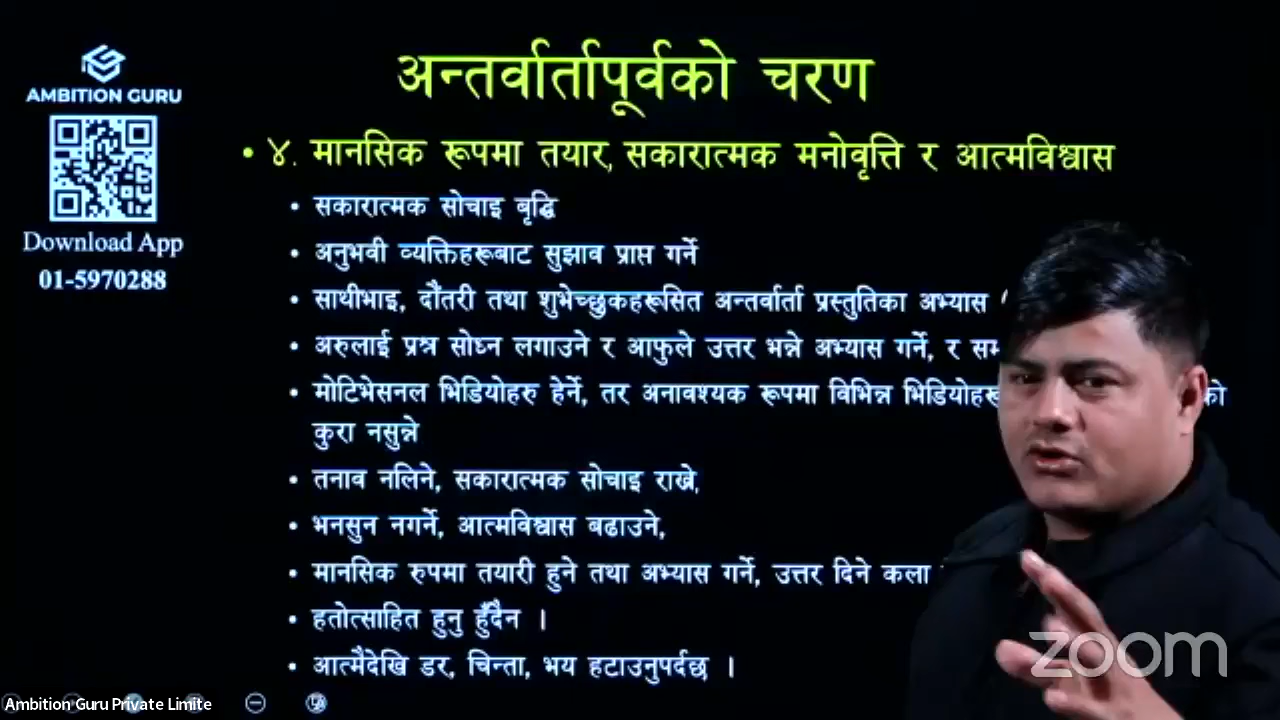 अन्तर्वार्तापूर्वको चरण
AMBITION GURU
Download App
01-5970288
• ४. मानसिक रूपमा तयार, सकारात्मक मनोवृत्ति र आत्मविश्वास
• सकारात्मक सोचाइ बृद्धि
• अनुभवी व्यक्तिहरूबाट सुझाव प्राप्त गर्ने
• साथीभाइ, दौंतरी तथा शुभेच्छुकहरूसित अन्तर्वार्ता प्रस्तुतिका अभ्यास
• अरुलाई प्रश्न सोध्न लगाउने र आफुले उत्तर भन्ने अभ्यास गर्ने, र
• मोटिभेसनल भिडियोहरु हेर्ने, तर अनावश्यक रूपमा विभिन्न को
कुरा नसुन्ने
• तनाव नलिने, सकारात्मक सोचाइ राख्ने,
• भनसुन नगर्ने, आत्मविश्वास बढाउने,
• मानसिक रुपमा तयारी हुने तथा अभ्यास गर्ने, उत्तर दिने कला
• हतोत्साहित हुनु हुँदैन ।
• आत्मैदेखि डर, चिन्ता, भय हटाउनुपर्दछ ।
zoom
Ambition Guru Private Limite